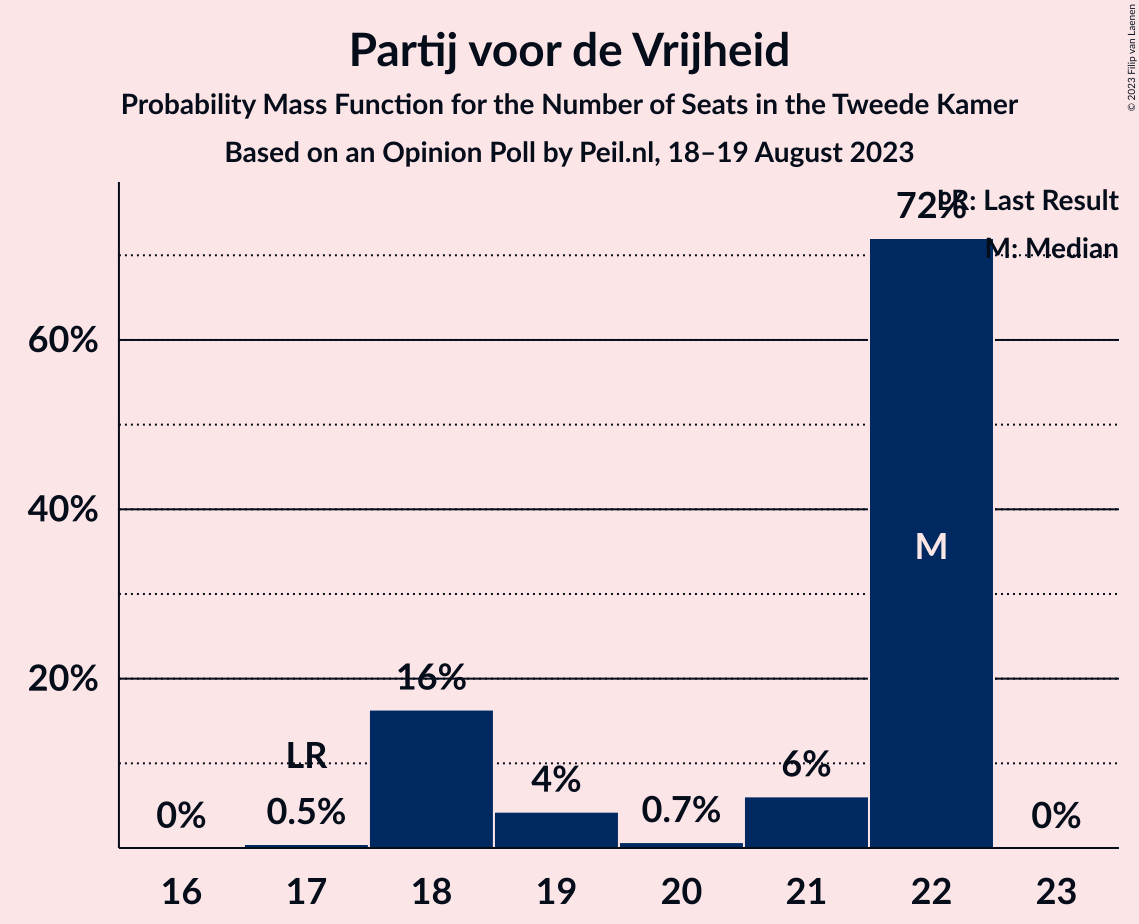 Partij voor de Vrijheid
Probability Mass Function for the Number of Seats in the Tweede Kamer
Based on an Opinion Poll by Peil.nl, 18–19 August 2023
© 2023 Filip van Laenen
LR: Last Result
M: Median
60%
40%
20%
0%
LR
0.5%
16%
4%
0.7%
6%
72%
M
0%
16 17 18 19 20 21 22 23